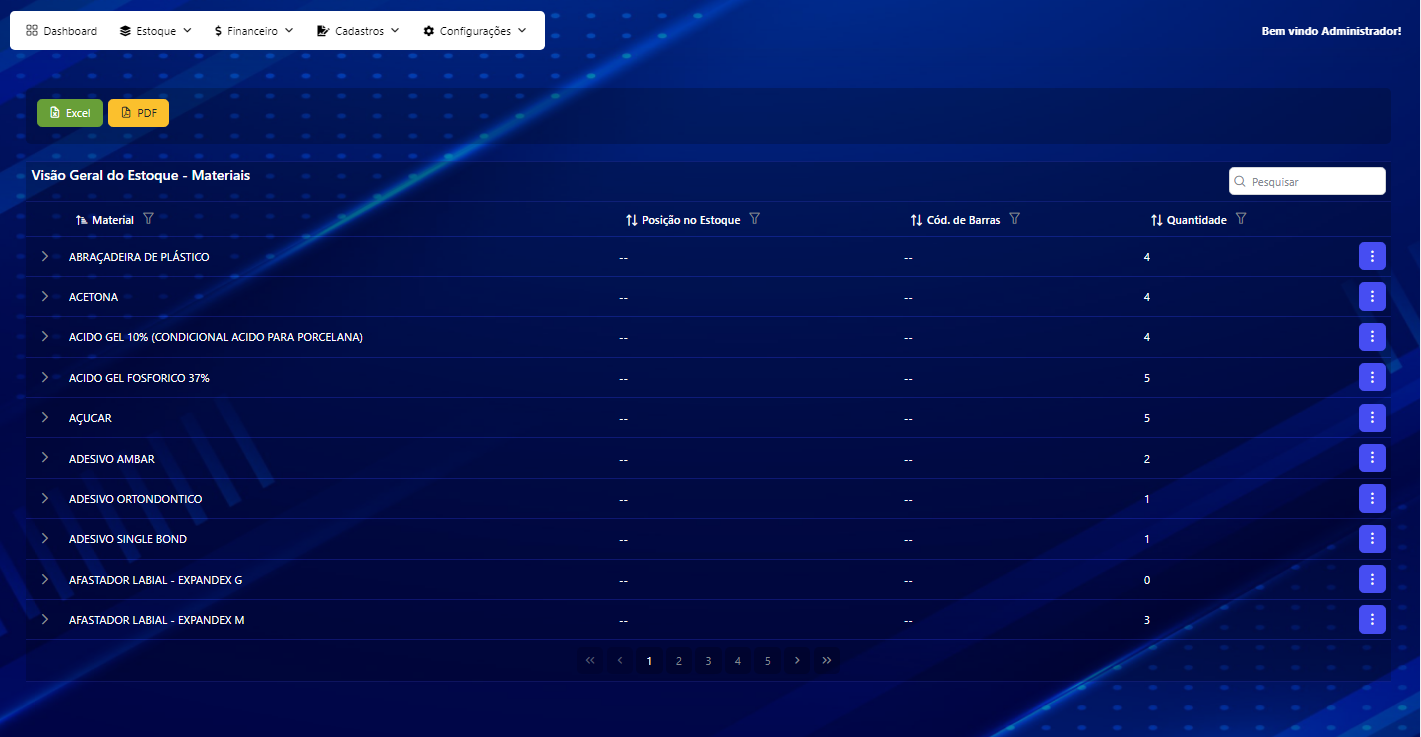 Dashboard Estoque Financeiro Cadastros Configurações
Bem vindo Administrador!
Excel PDF
Visão Geral do Estoque - Materiais
Pesquisar
Material Posição no Estoque Cód. de Barras Quantidade
ABRAÇADEIRA DE PLÁSTICO -- -- 4
ACETONA -- -- 4
ACIDO GEL 10% (CONDICIONAL ACIDO PARA PORCELANA) -- -- 4
ACIDO GEL FOSFORICO 37% -- -- 5
AÇUCAR -- -- 5
ADESIVO AMBAR -- -- 2
ADESIVO ORTONDONTICO -- -- 1
ADESIVO SINGLE BOND -- -- 1
AFASTADOR LABIAL - EXPANDEX G -- -- 0
AFASTADOR LABIAL - EXPANDEX M -- -- 3
« ‹ 1 2 3 4 5 › »